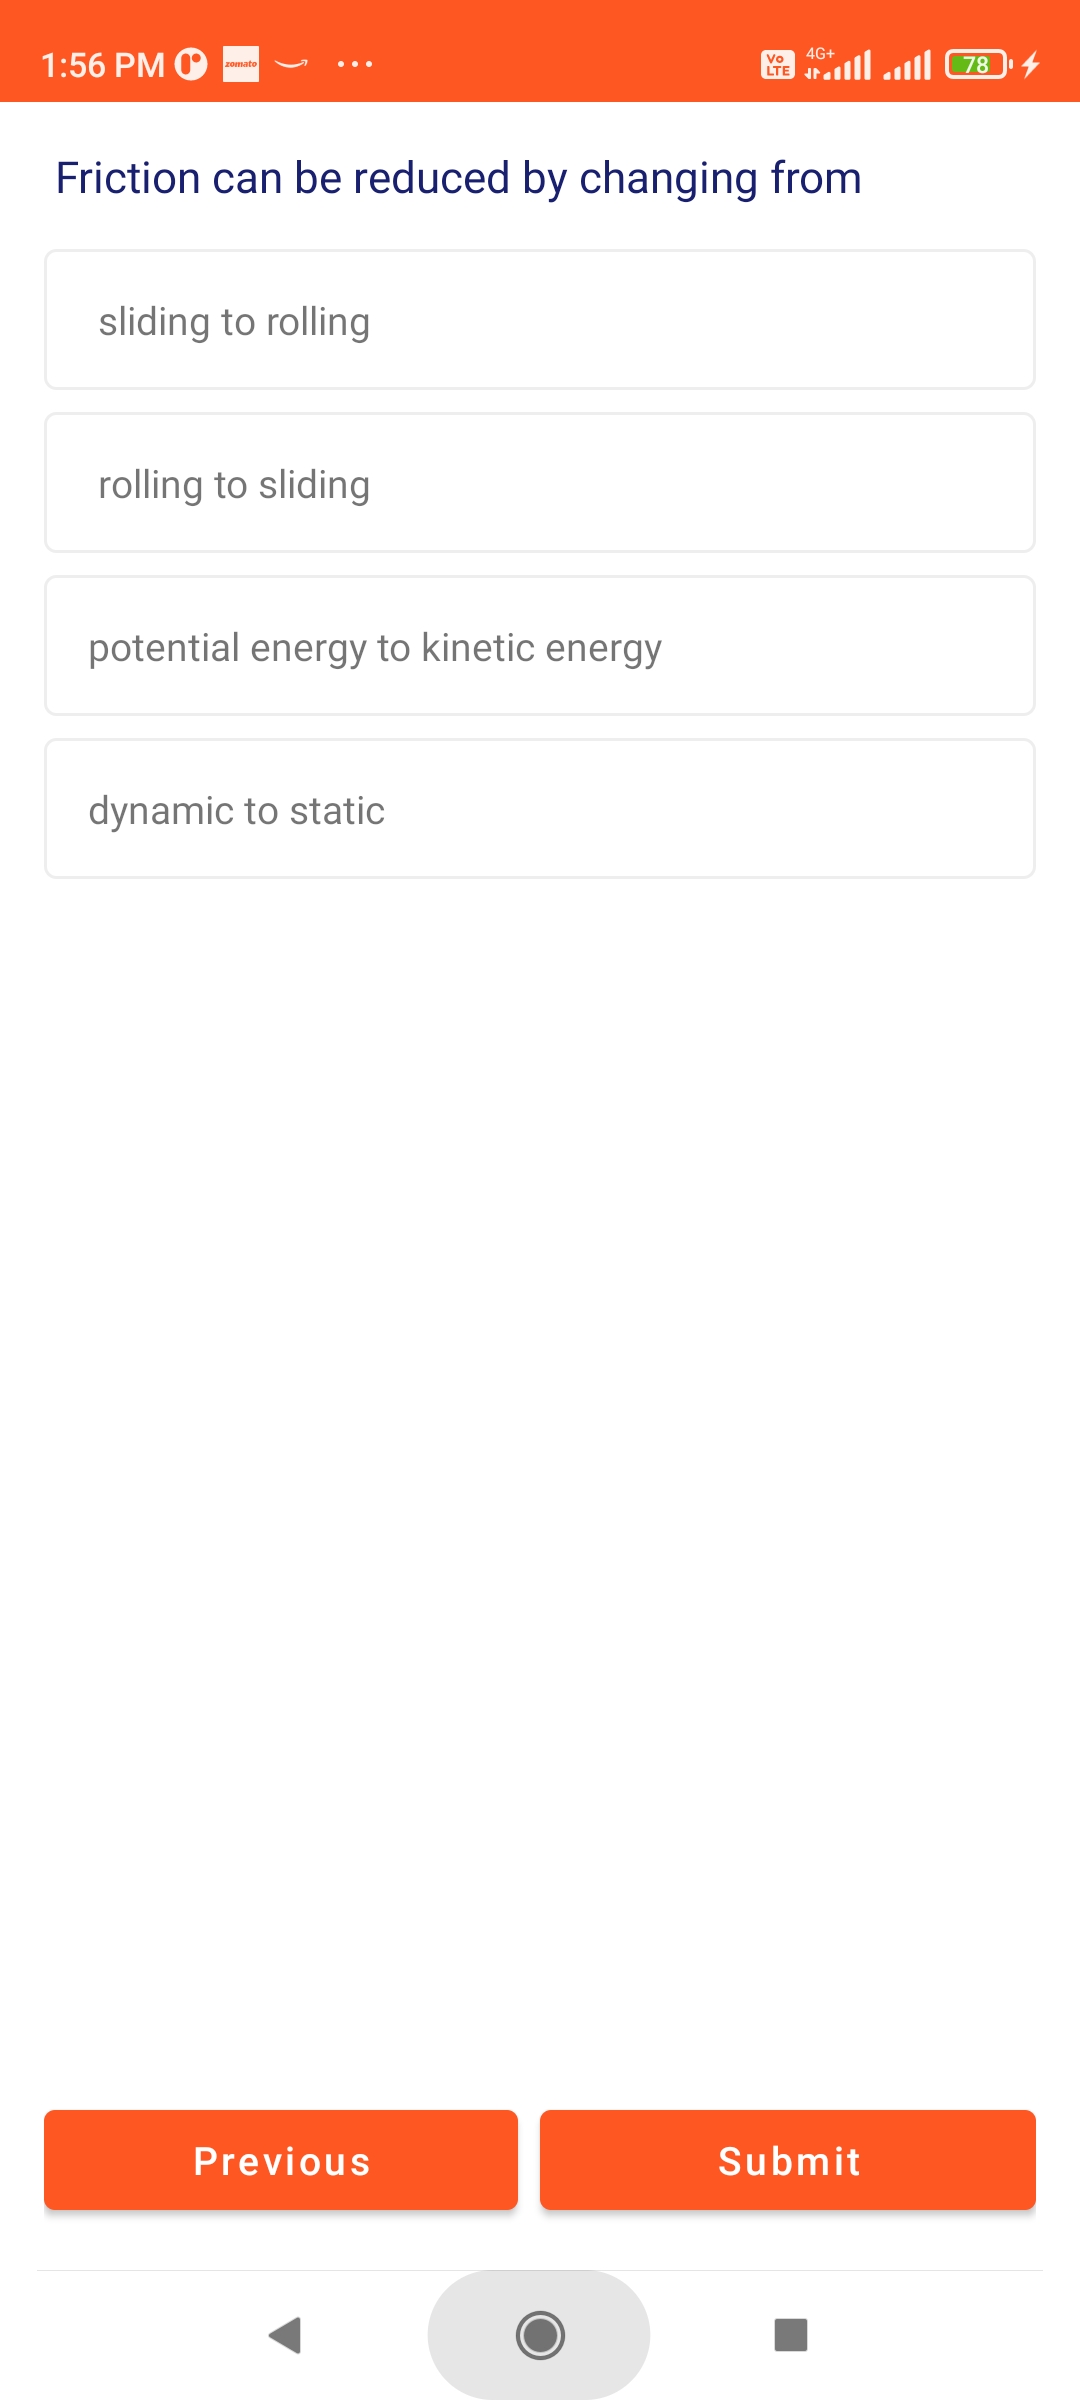 1:56 PM zomato ... Vo LTE 4G+ 78
Friction can be reduced by changing from
sliding to rolling
rolling to sliding
potential energy to kinetic energy
dynamic to static
Previous Submit